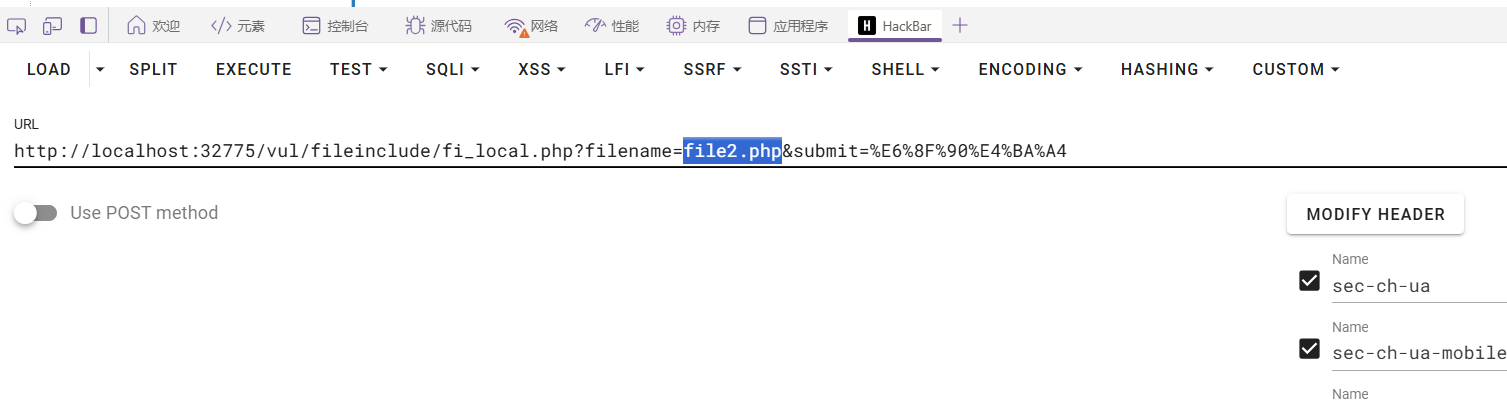 欢迎 元素 控制台 源代码 网络 性能 内存 应用程序 H HackBar
LOAD SPLIT EXECUTE TEST SQLI XSS LFI SSRF SSTI SHELL ENCODING HASHING CUSTOM
URL
http://localhost:32775/vul/fileinclude/fi_local.php?filename=file2.php&submit=%E6%8F%90%E4%BA%A4
Use POST method
MODIFY HEADER
Name
sec-ch-ua
Name
sec-ch-ua-mobile
Name